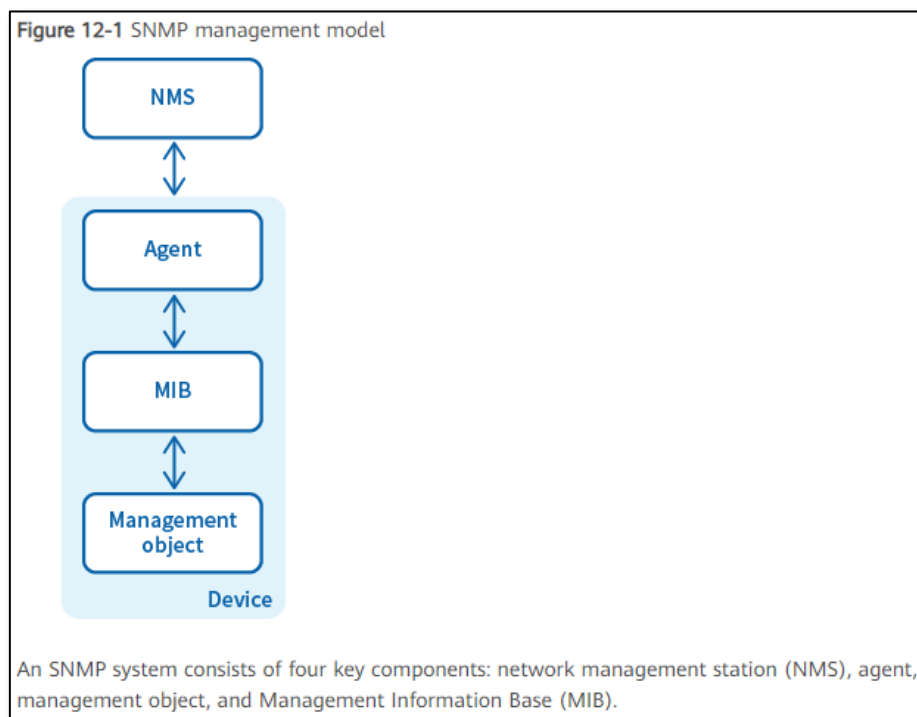 Figure 12-1 SNMP management model
NMS
Agent
MIB
Management
object
Device
An SNMP system consists of four key components: network management station (NMS), agent,
management object, and Management Information Base (MIB).